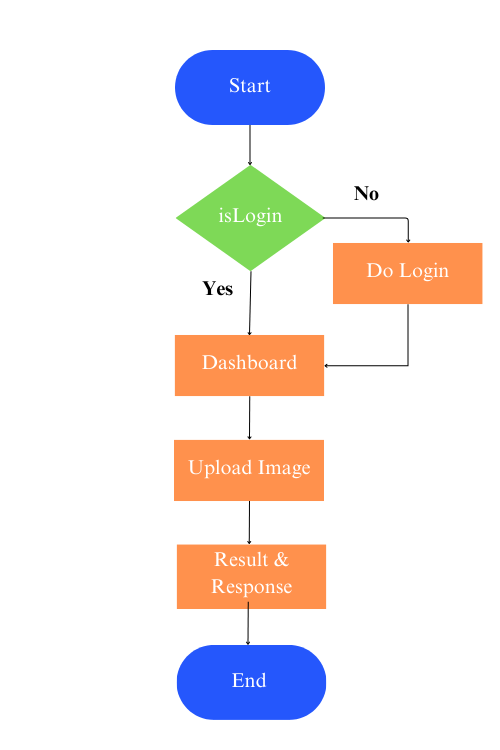 Start
isLogin
No
Do Login
Yes
Dashboard
Upload Image
Result &
Response
End